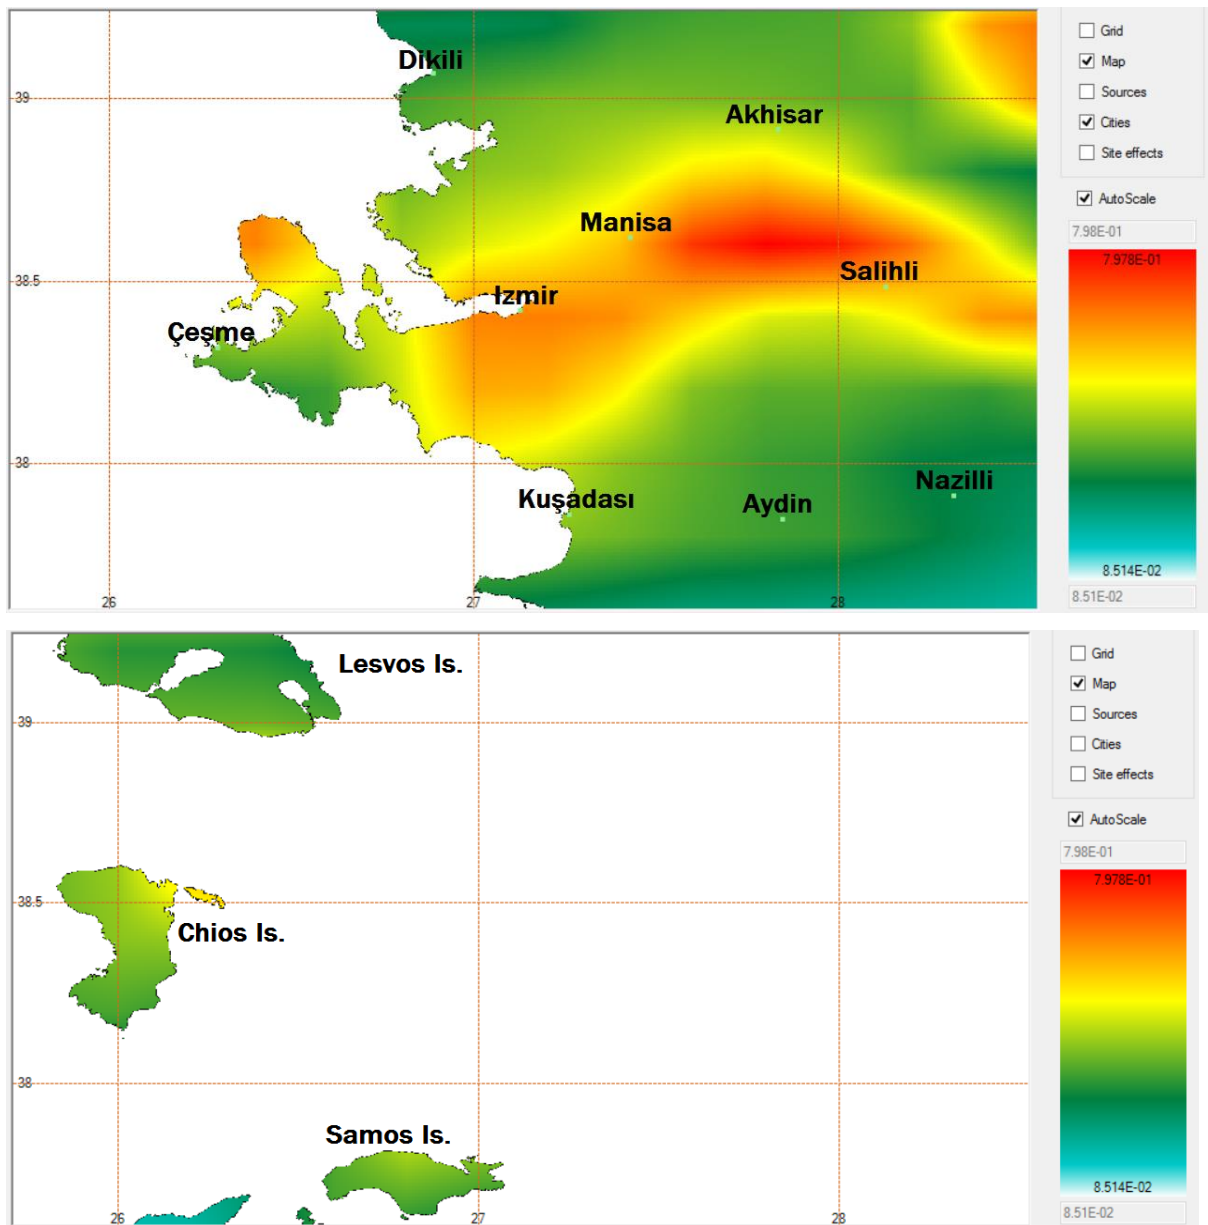 Dikili
39
Akhisar
Manisa
38.5
Salihli
Izmir
Çeşme
38
Kuşadası
Aydin
Nazilli
26
27
28
Grid
Map
Sources
Cities
Site effects
AutoScale
7.98E-01
7.978E-01
8.514E-02
8.51E-02
Lesvos Is.
39
38.5
Chios Is.
38
Samos Is.
26
27
28
Grid
Map
Sources
Cities
Site effects
AutoScale
7.98E-01
7.978E-01
8.514E-02
8.51E-02